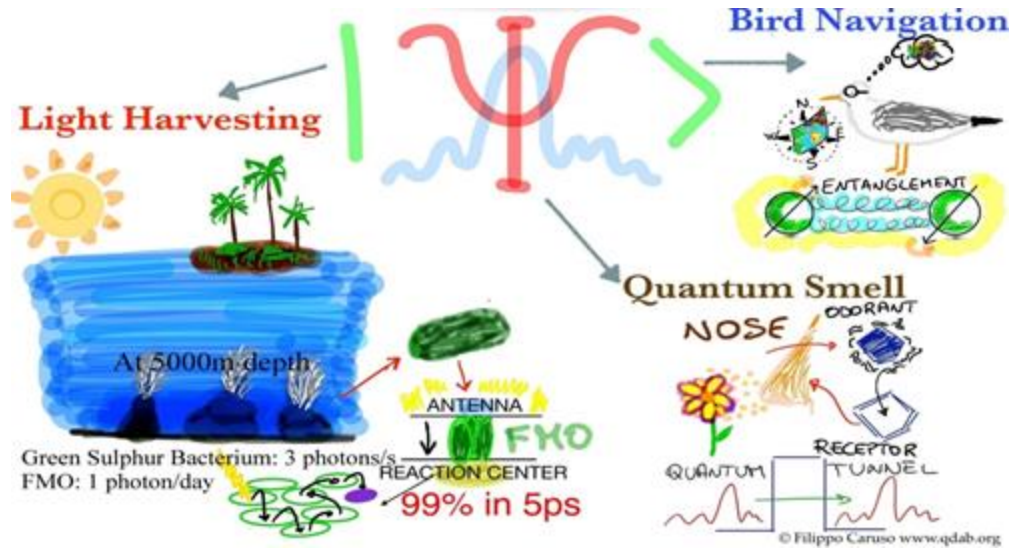 Bird Navigation
Light Harvesting
N
W E
S
ENTANGLEMENT
Quantum Smell
ODORANT
NOSE
At 5000m depth
ANTENNA
FMO
RECEPTOR
Green Sulphur Bacterium: 3 photons/s
REACTION CENTER
FMO: 1 photon/day
99% in 5ps
QUANTUM TUNNEL
© Filippo Caruso www.qdab.org